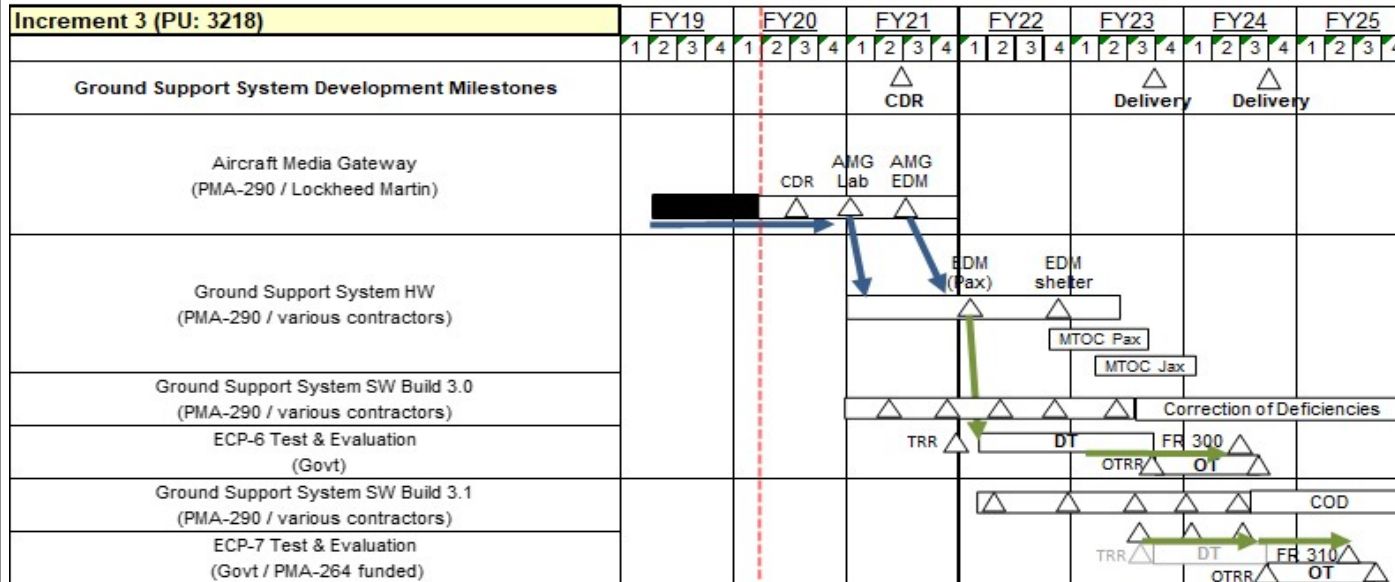 Increment 3 (PU: 3218) FY19 FY20 FY21 FY22 FY23 FY24 FY25
1 2 3 4 1 2 3 4 1 2 3 4 1 2 3 4 1 2 3 4 1 2 3 4 1 2 3 4
Ground Support System Development Milestones
CDR Delivery Delivery
Aircraft Media Gateway
(PMA-290 / Lockheed Martin)
CDR AMG Lab AMG EDM
Ground Support System HW
(PMA-290 / various contractors)
EDM (Pax) EDM shelter
MTOC Pax
MTOC Jax
Ground Support System SW Build 3.0
(PMA-290 / various contractors)
Correction of Deficiencies
ECP-6 Test & Evaluation
(Govt)
TRR DT FR 300
OTRR OT
Ground Support System SW Build 3.1
(PMA-290 / various contractors)
COD
ECP-7 Test & Evaluation
(Govt / PMA-264 funded)
TRR DT FR 310
OTRR OT